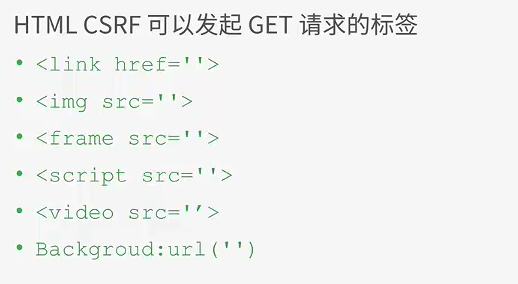 HTML CSRF 可以发起 GET 请求的标签
• <link href=''>
• <img src=''>
• <frame src=''>
• <script src=''>
• <video src='’>
• Backgroud:url('')